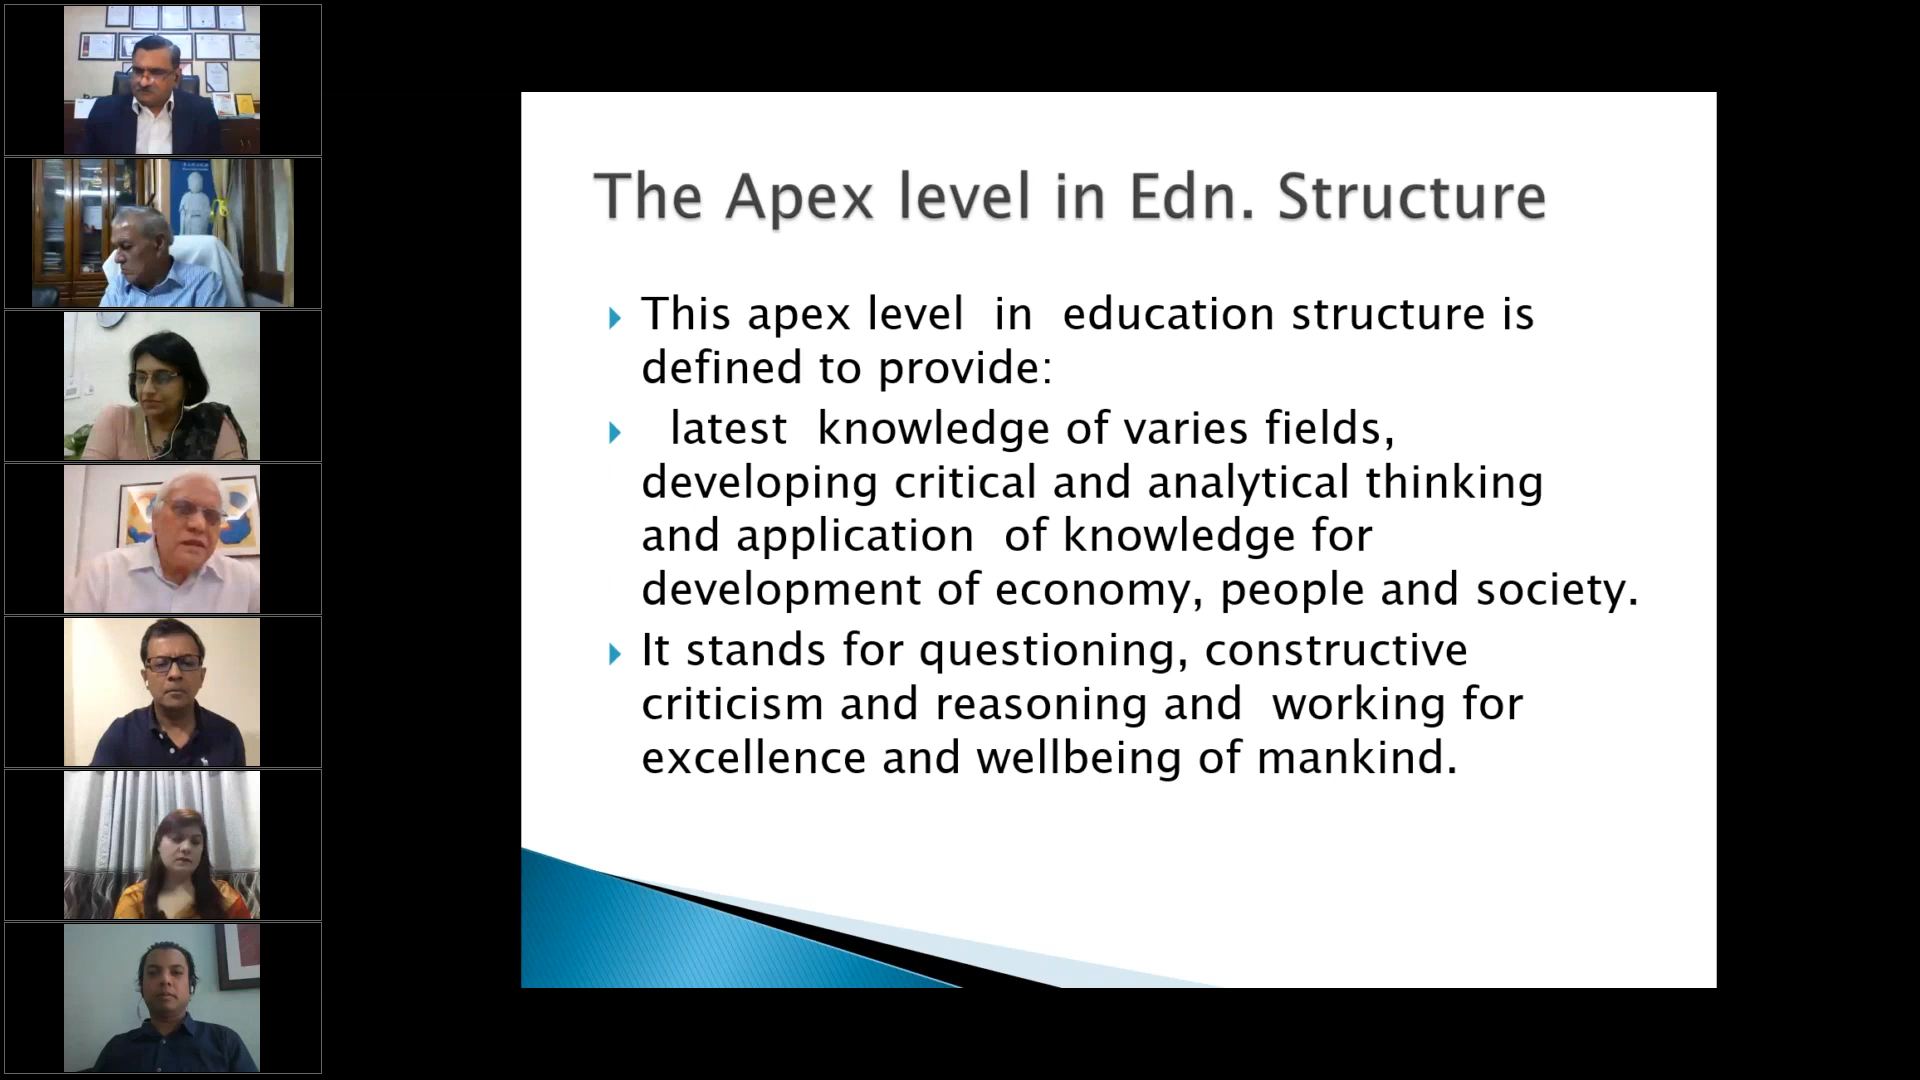 The Apex level in Edn. Structure
This apex level in education structure is
defined to provide:
latest knowledge of varies fields,
developing critical and analytical thinking
and application of knowledge for
development of economy, people and society.
It stands for questioning, constructive
criticism and reasoning and working for
excellence and wellbeing of mankind.